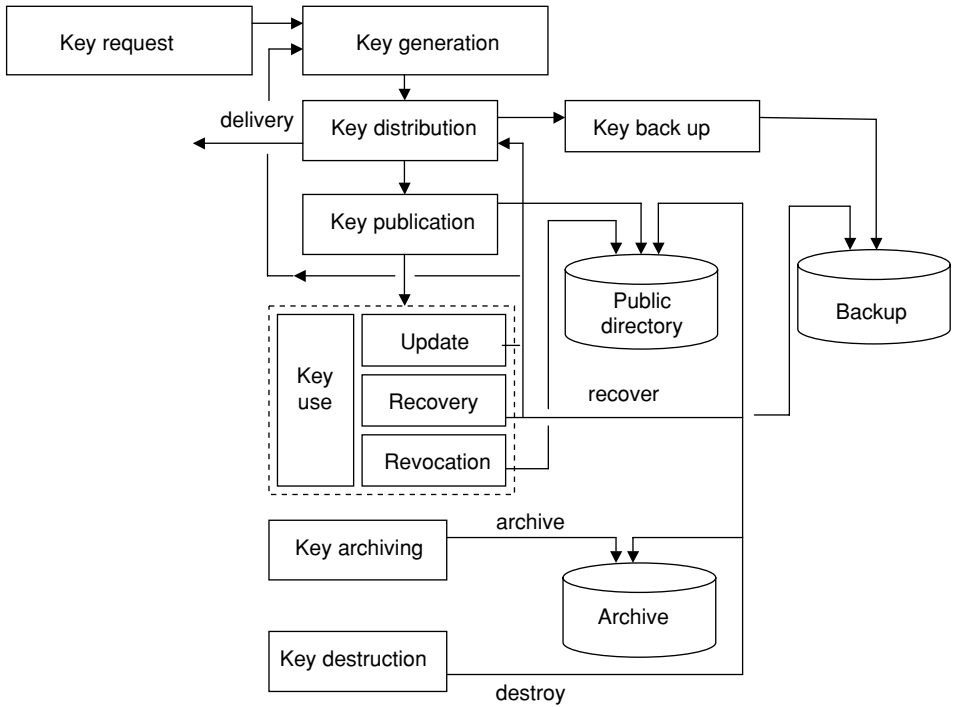 Key request
Key generation
delivery
Key distribution
Key back up
Key publication
Public
directory
Backup
Key
use
Update
Recovery
Revocation
recover
Key archiving
archive
Archive
Key destruction
destroy